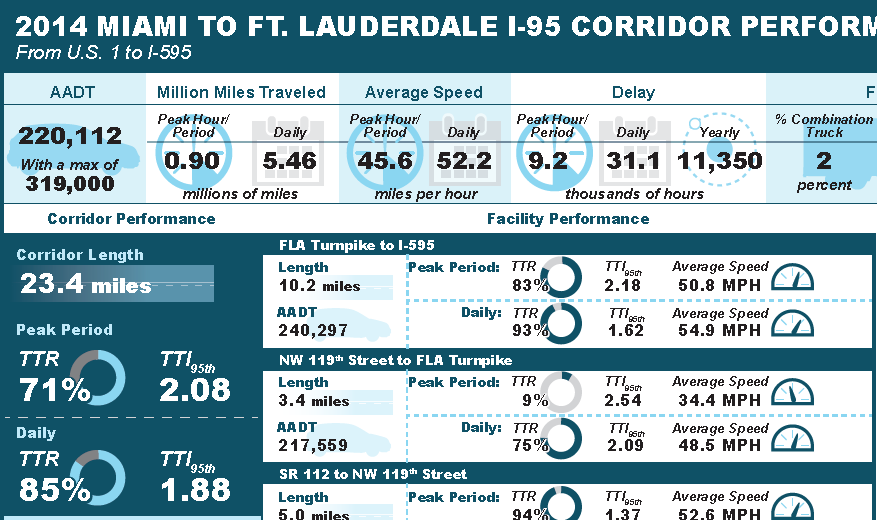 2014 MIAMI TO FT. LAUDERDALE I-95 CORRIDOR PERFORM
From U.S. 1 to I-595
AADT
Million Miles Traveled
Average Speed
Delay
F
220,112
With a max of
319,000
Peak Hour/
Period
Daily
0.90
5.46
millions of miles
Peak Hour/
Period
Daily
45.6
52.2
miles per hour
Peak Hour/
Period
Daily
Yearly
9.2
31.1
11,350
thousands of hours
% Combination
Truck
2
percent
Corridor Performance
Facility Performance
Corridor Length
23.4 miles
Peak Period
TTR
71%
TTI95th
2.08
Daily
TTR
85%
TTI95th
1.88
FLA Turnpike to I-595
Length
10.2 miles
Peak Period:
TTR
83%
TTI95th
2.18
Average Speed
50.8 MPH
AADT
240,297
Daily:
TTR
93%
TTI95th
1.62
Average Speed
54.9 MPH
NW 119th Street to FLA Turnpike
Length
3.4 miles
Peak Period:
TTR
9%
TTI95th
2.54
Average Speed
34.4 MPH
AADT
217,559
Daily:
TTR
75%
TTI95th
2.09
Average Speed
48.5 MPH
SR 112 to NW 119th Street
Length
5.0 miles
Peak Period:
TTR
94%
TTI95th
1.37
Average Speed
52.6 MPH